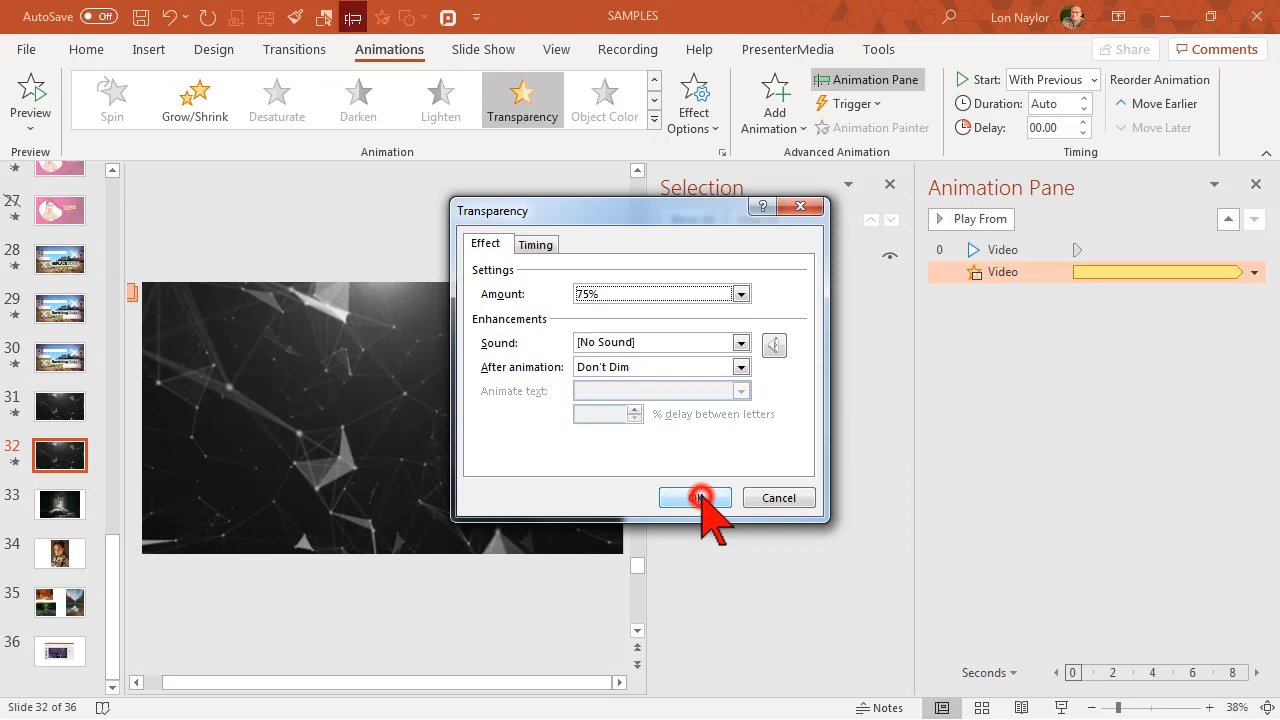 AutoSave Off
SAMPLES
Lon Naylor
File Home Insert Design Transitions Animations Slide Show View Recording Help PresenterMedia Tools
Share Comments
Preview
Spin Grow/Shrink Desaturate Darken Lighten Transparency Object Color
Effect Options
Add Animation
Animation Pane
Trigger
Animation Painter
Start: With Previous
Duration: Auto
Delay: 00.00
Reorder Animation
Move Earlier
Move Later
Preview Animation Advanced Animation Timing
27
28
29
30
31
32
33
34
35
36
Selection
Transparency
Effect Timing
Settings
Amount: 75%
Enhancements
Sound: [No Sound]
After animation: Don't Dim
Animate text:
% delay between letters
Cancel
Animation Pane
Play From
0 Video
Video
Seconds 0 2 4 6 8
Slide 32 of 36
Notes
38%